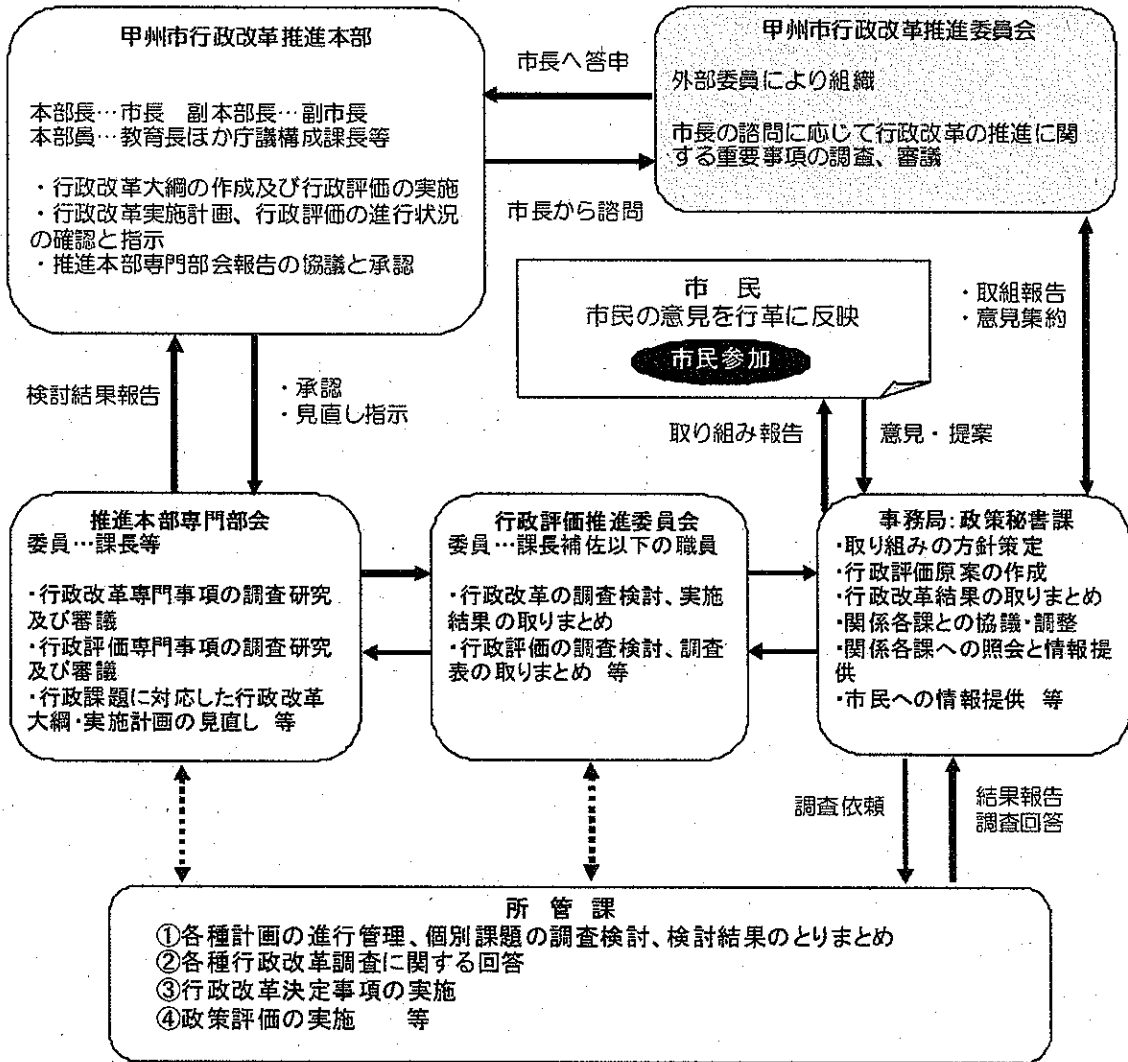 甲州市行政改革推進本部
本部長…市長　副本部長…副市長
本部員…教育長ほか庁議構成課長等
・行政改革大綱の作成及び行政評価の実施
・行政改革実施計画、行政評価の進行状況
の確認と指示
・推進本部専門部会報告の協議と承認
市長へ答申
市長から諮問
甲州市行政改革推進委員会
外部委員により組織
市長の諮問に応じて行政改革の推進に関
する重要事項の調査、審議
市　民
市民の意見を行革に反映
市民参加
・取組報告
・意見集約
検討結果報告
・承認
・見直し指示
取り組み報告
意見・提案
推進本部専門部会
委員…課長等
・行政改革専門事項の調査研究
及び審議
・行政評価専門事項の調査研究
及び審議
・行政課題に対応した行政改革
大綱・実施計画の見直し　等
行政評価推進委員会
委員…課長補佐以下の職員
・行政改革の調査検討、実施
結果の取りまとめ
・行政評価の調査検討、調査
表の取りまとめ　等
事務局：政策秘書課
・取り組みの方針策定
・行政評価原案の作成
・行政改革結果の取りまとめ
・関係各課との協議・調整
・関係各課への照会と情報提
供
・市民への情報提供　等
調査依頼
結果報告
調査回答
所　管　課
①各種計画の進行管理、個別課題の調査検討、検討結果のとりまとめ
②各種行政改革調査に関する回答
③行政改革決定事項の実施
④政策評価の実施　　等